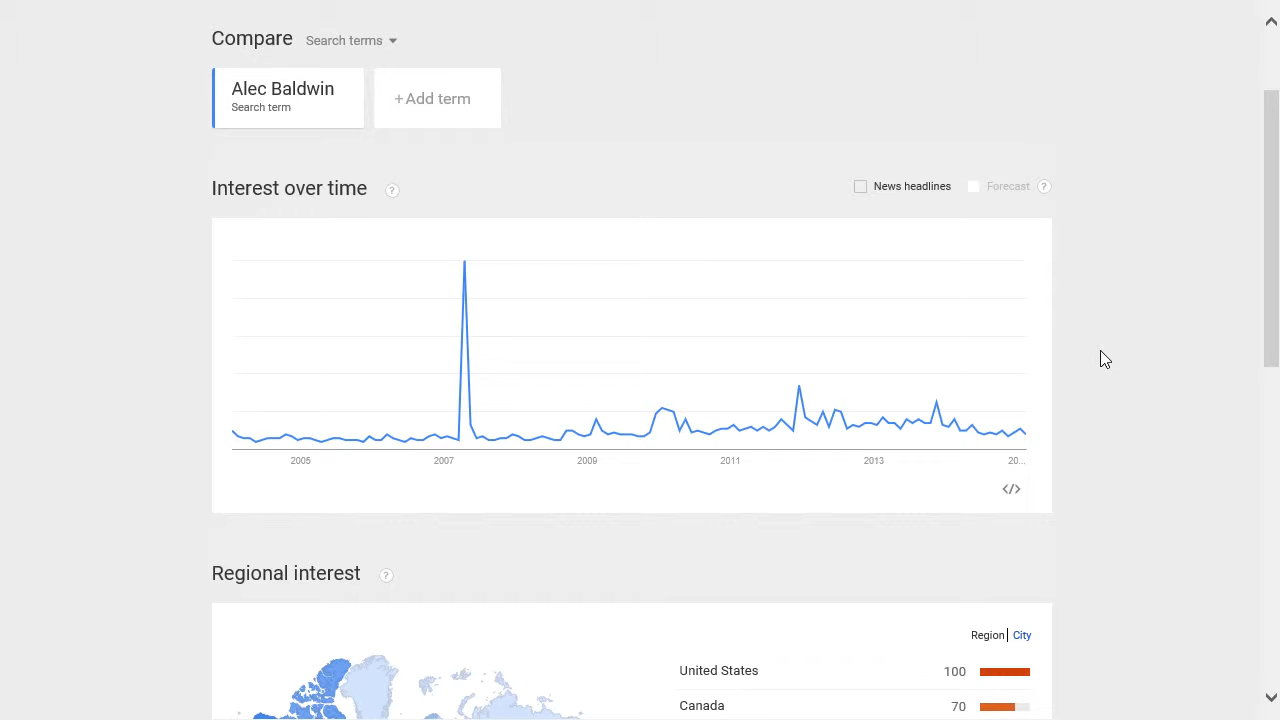 Compare Search terms
Alec Baldwin
Search term
+Add term
Interest over time ?
News headlines Forecast ?
2005 2007 2009 2011 2013 20...
</>
Regional interest ?
Region City
United States 100
Canada 70